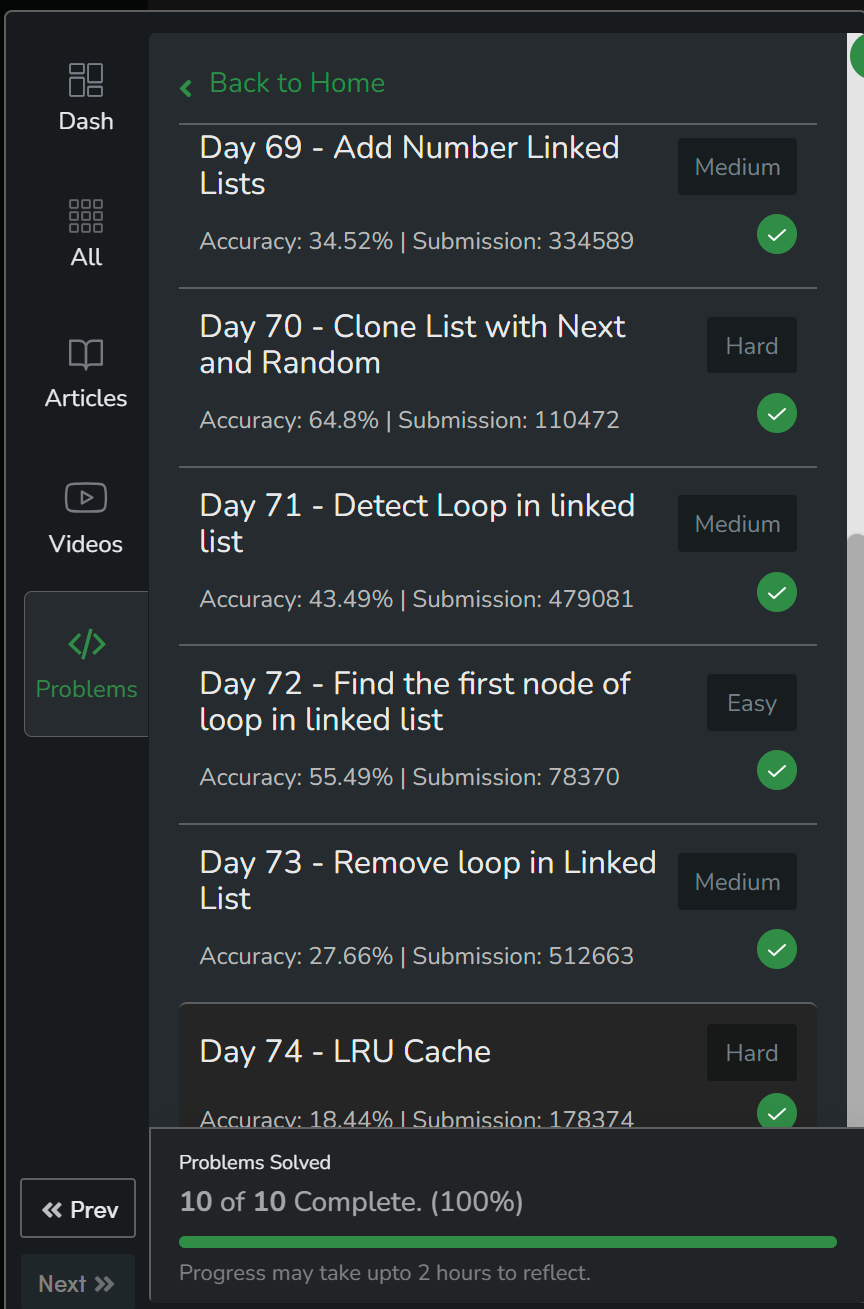 Dash
All
Articles
Videos
Problems
Prev
Next
Back to Home
Day 69 - Add Number Linked
Lists
Medium
Accuracy: 34.52% | Submission: 334589
Day 70 - Clone List with Next
and Random
Hard
Accuracy: 64.8% | Submission: 110472
Day 71 - Detect Loop in linked
list
Medium
Accuracy: 43.49% | Submission: 479081
Day 72 - Find the first node of
loop in linked list
Easy
Accuracy: 55.49% | Submission: 78370
Day 73 - Remove loop in Linked
List
Medium
Accuracy: 27.66% | Submission: 512663
Day 74 - LRU Cache
Hard
Accuracy: 18.44% | Submission: 178374
Problems Solved
10 of 10 Complete. (100%)
Progress may take upto 2 hours to reflect.